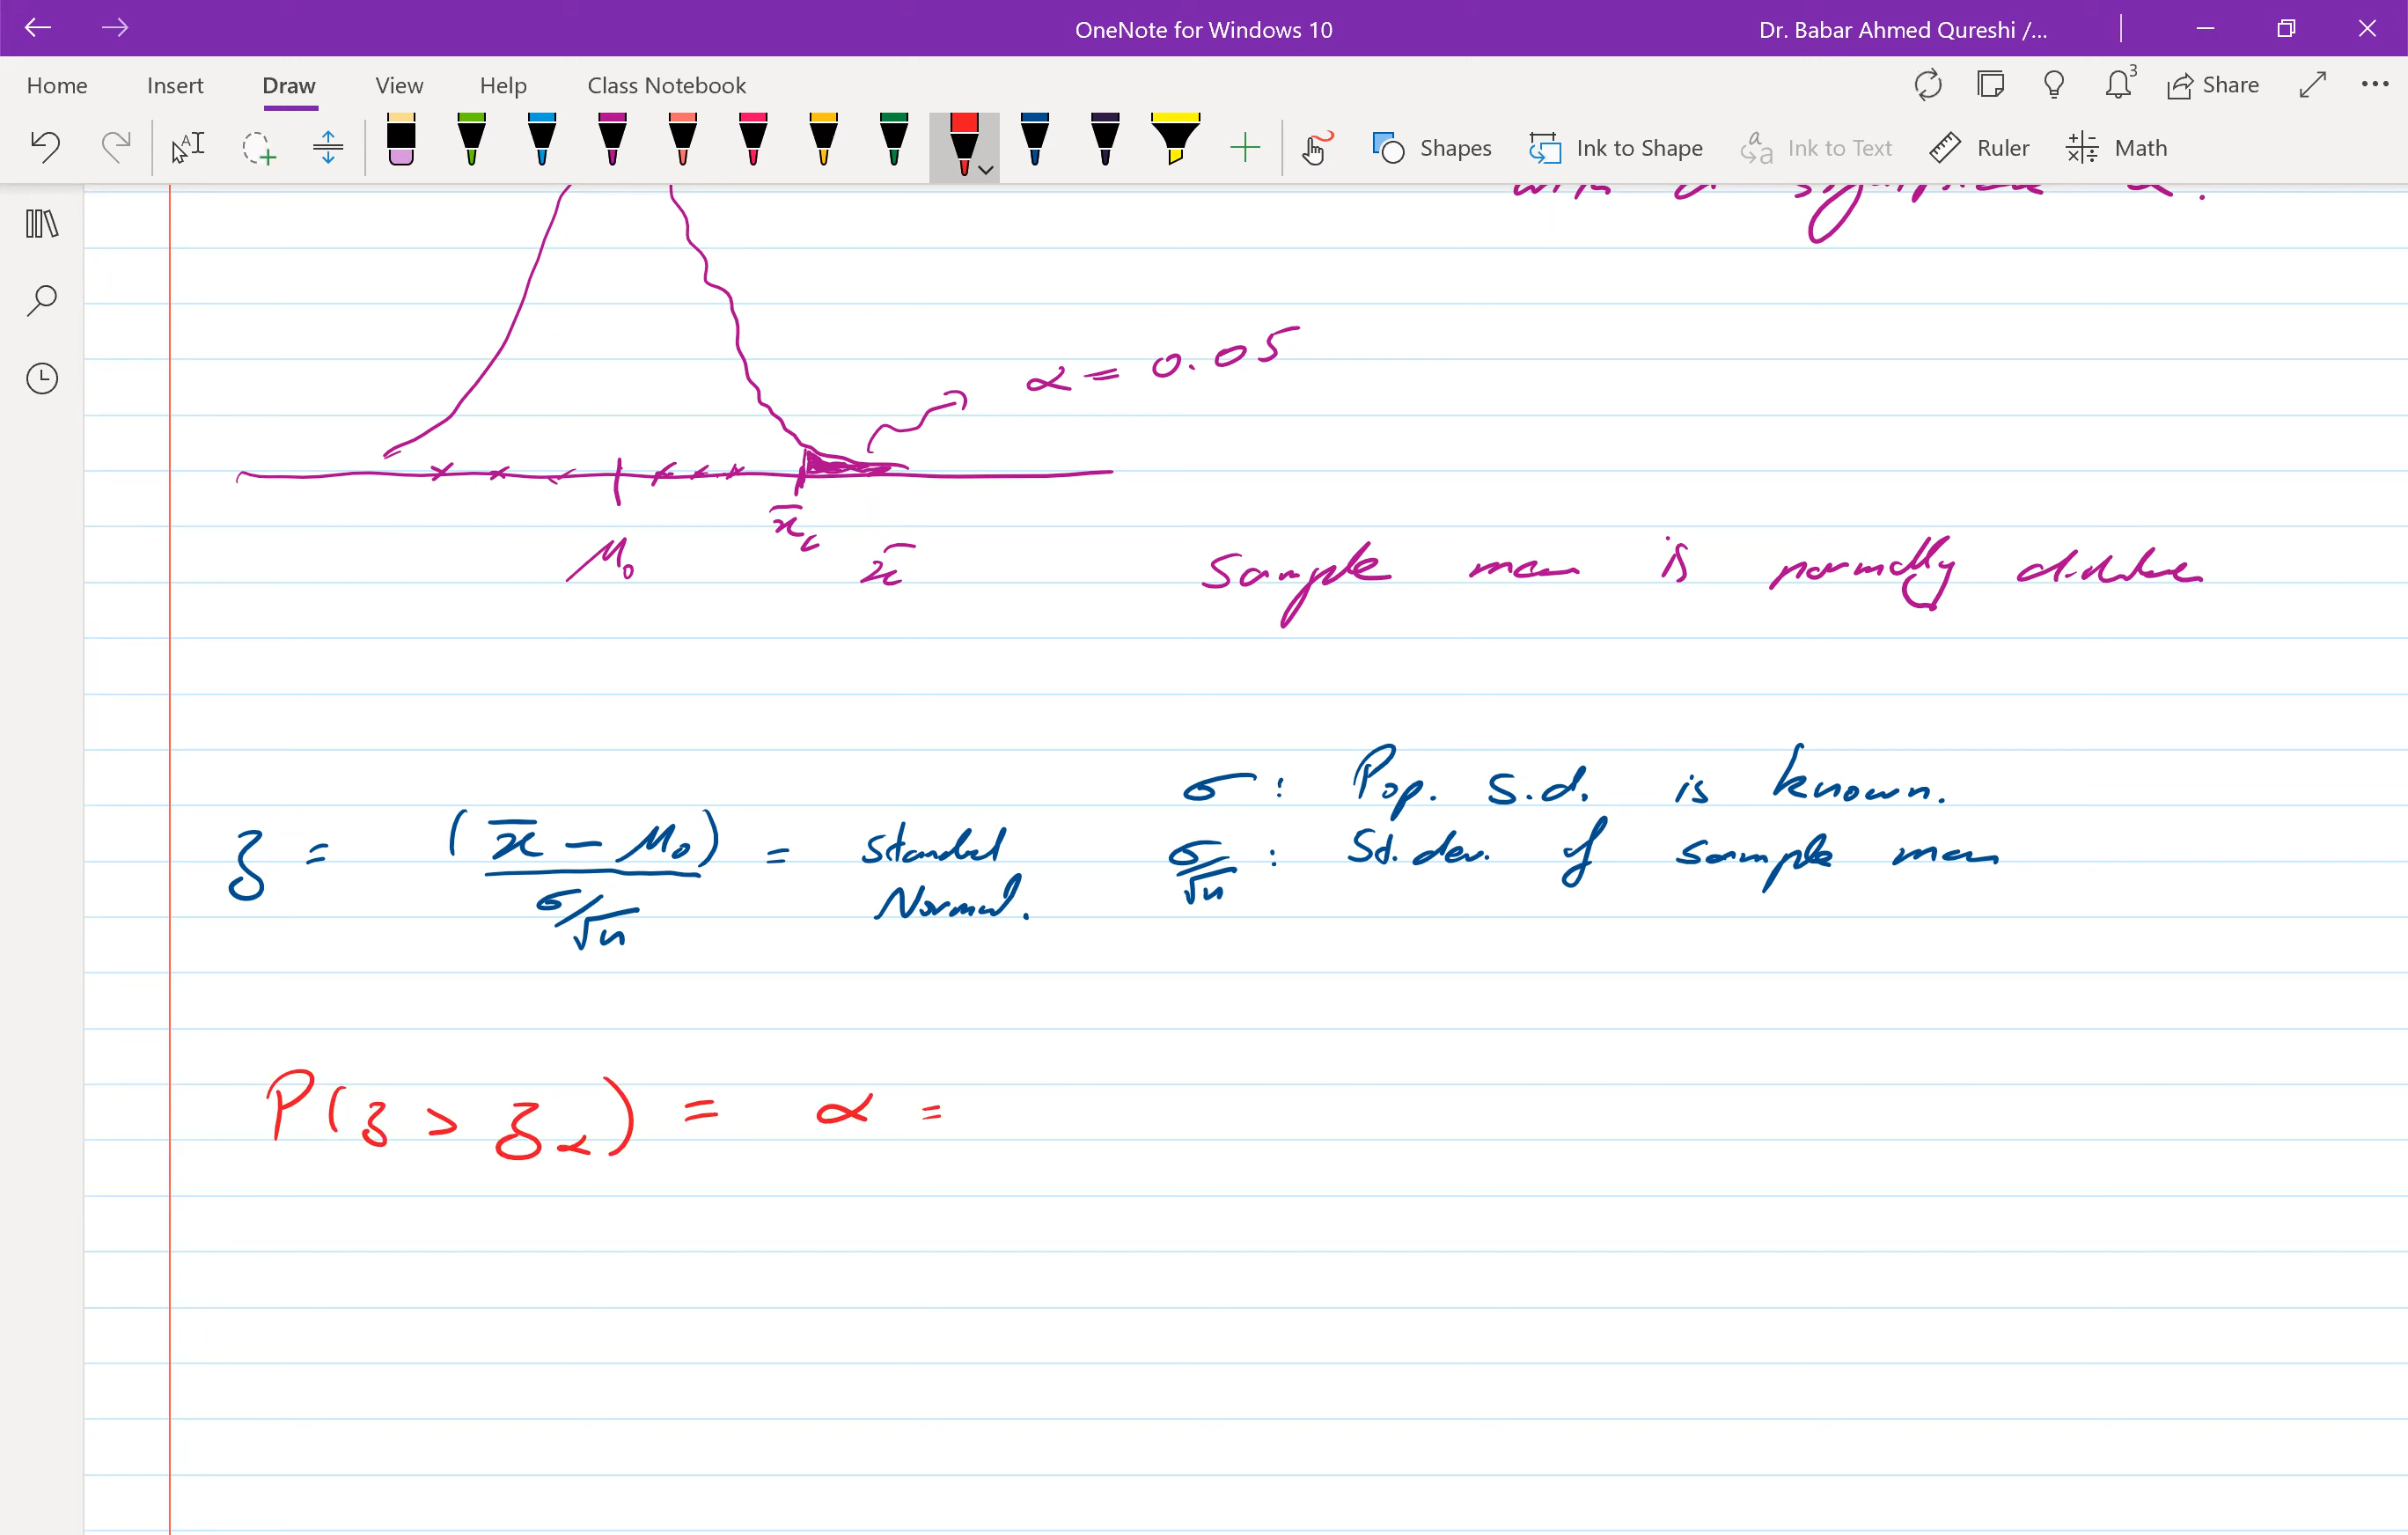 OneNote for Windows 10
Dr. Babar Ahmed Qureshi /...
Home Insert Draw View Help Class Notebook
3 Share
Shapes Ink to Shape Ink to Text Ruler Math
α = 0.05
x̄c
μ₀ x̄
Sample mean is normally
σ : Pop. s.d. is known.
z = (x̄ − μ₀) / (σ/√n) = Standard Normal.
σ/√n : St. dev. of sample mean
P(z > zα) = α =